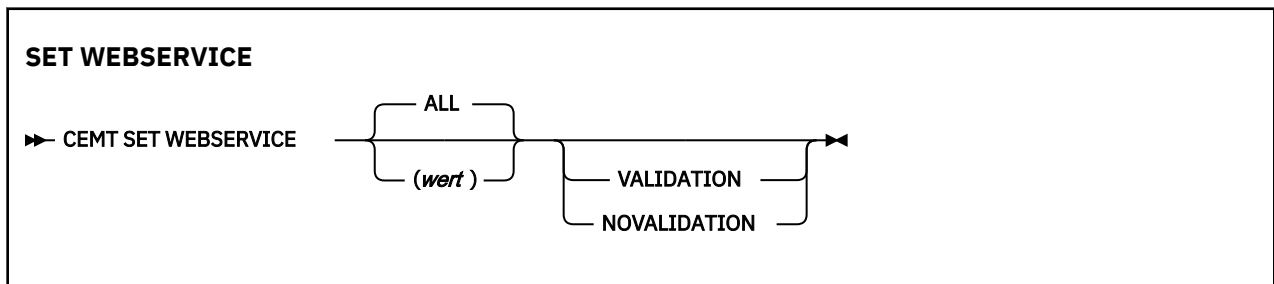 SET WEBSERVICE
ALL
CEMT SET WEBSERVICE
(wert )
VALIDATION
NOVALIDATION